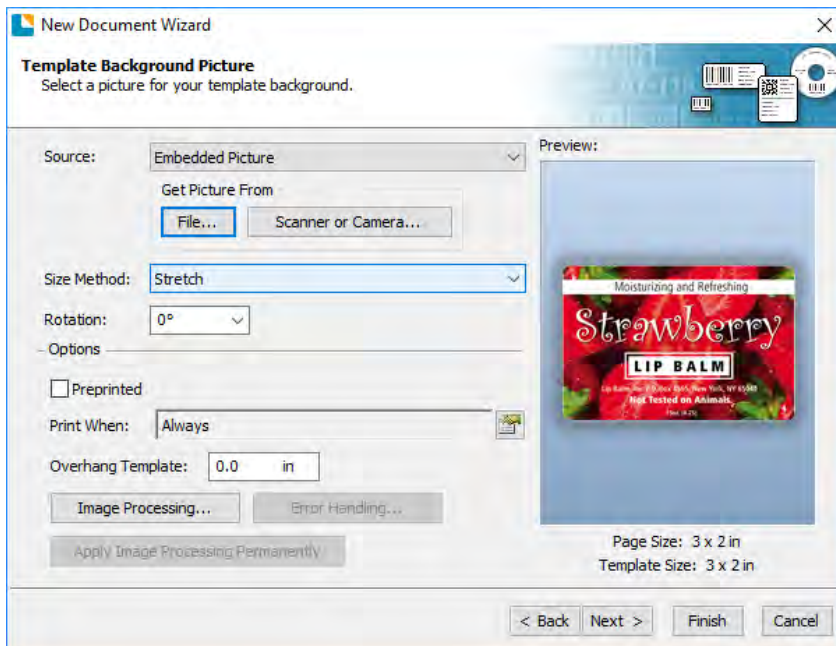 New Document Wizard
Template Background Picture
Select a picture for your template background.
Source:
Embedded Picture
Get Picture From
File...
Scanner or Camera...
Size Method:
Stretch
Rotation:
0°
Options
Preprinted
Print When:
Always
Overhang Template:
0.0 in
Image Processing...
Error Handling...
Apply Image Processing Permanently
Preview:
Moisturizing and Refreshing
Strawberry
LIP BALM
New York, NY
Not Tested on Animals.
Page Size: 3 x 2 in
Template Size: 3 x 2 in
< Back
Next >
Finish
Cancel